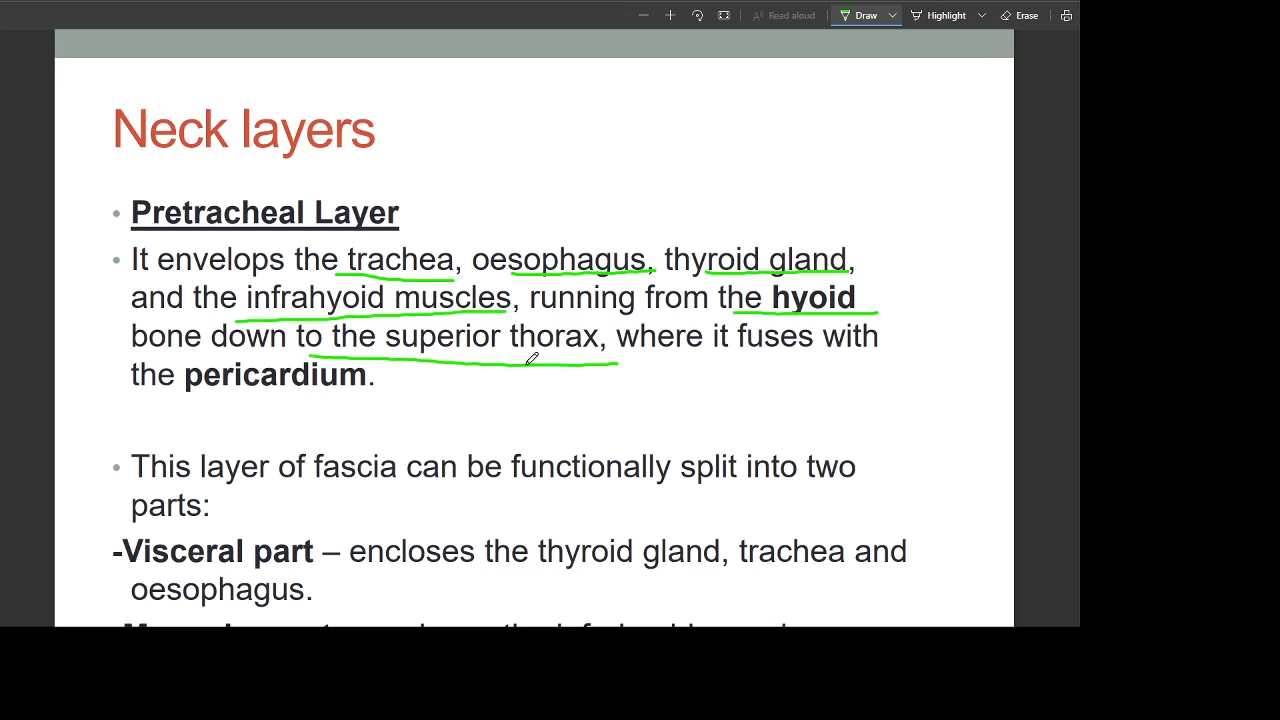 Read aloud Draw Highlight Erase
Neck layers
• Pretracheal Layer
• It envelops the trachea, oesophagus, thyroid gland,
and the infrahyoid muscles, running from the hyoid
bone down to the superior thorax, where it fuses with
the pericardium.
• This layer of fascia can be functionally split into two
parts:
-Visceral part – encloses the thyroid gland, trachea and
oesophagus.